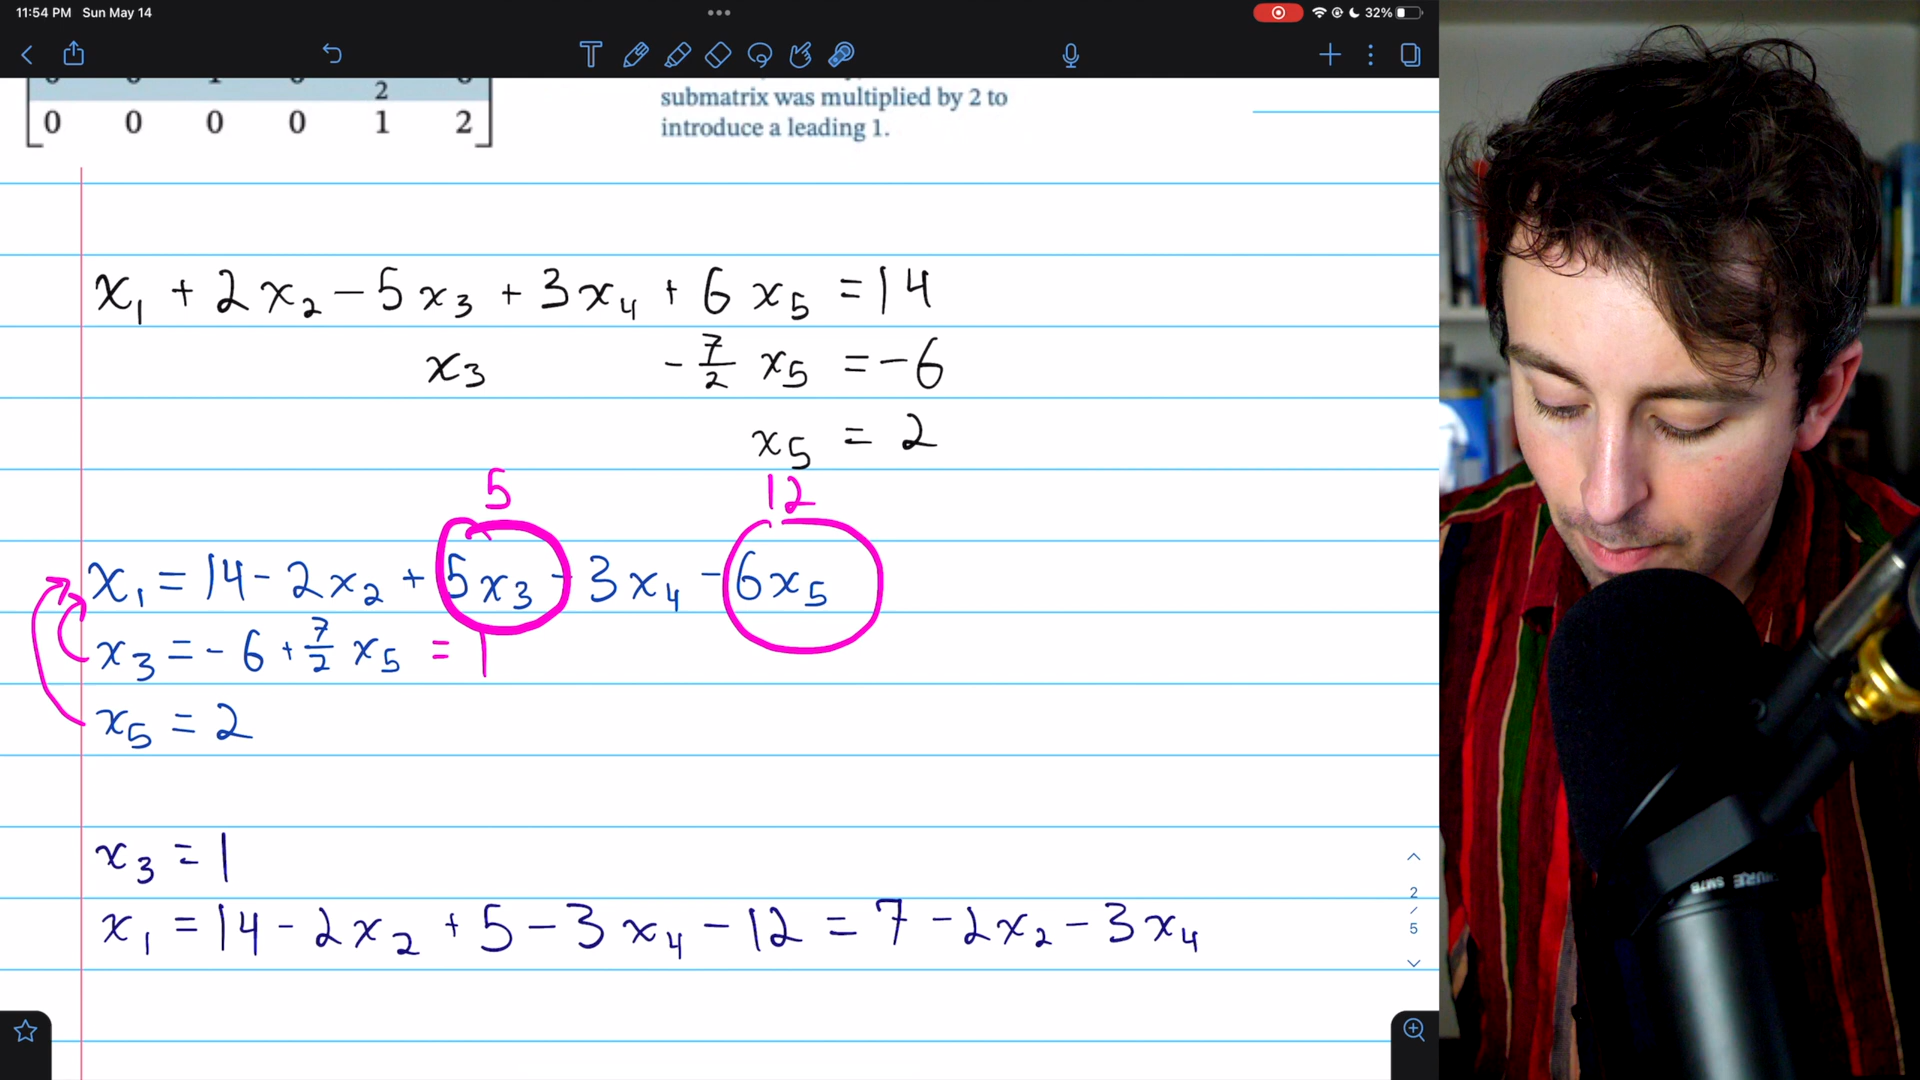 11:54 PM Sun May 14
32%
2
0 0 0 0 1 2
submatrix was multiplied by 2 to
introduce a leading 1.
x₁ + 2x₂ - 5x₃ + 3x₄ + 6x₅ = 14
x₃ - 7/2 x₅ = -6
x₅ = 2
5 12
x₁ = 14 - 2x₂ + 5x₃ - 3x₄ - 6x₅
x₃ = -6 + 7/2 x₅ = 1
x₅ = 2
x₃ = 1
x₁ = 14 - 2x₂ + 5 - 3x₄ - 12 = 7 - 2x₂ - 3x₄
2
/
5
SHURE SM7B